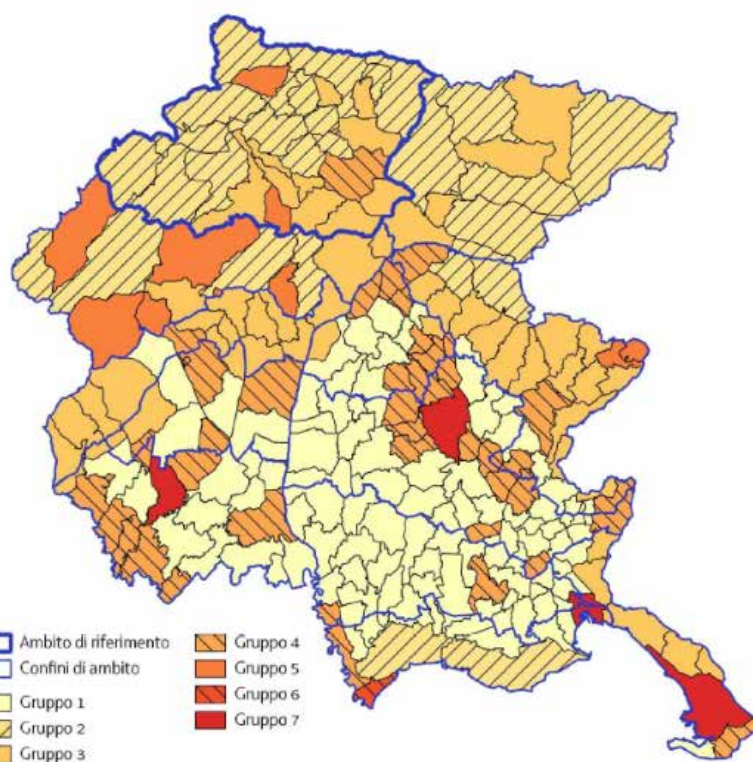 Ambito di riferimento
Confini di ambito
Gruppo 1
Gruppo 2
Gruppo 3
Gruppo 4
Gruppo 5
Gruppo 6
Gruppo 7